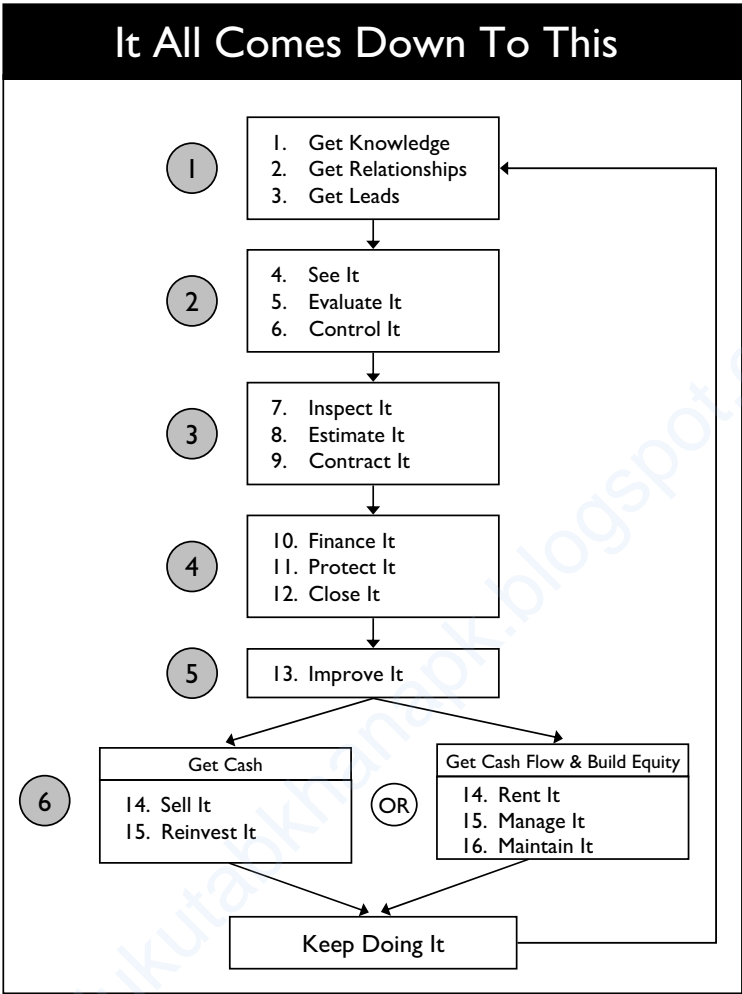 It All Comes Down To This
1
1. Get Knowledge
2. Get Relationships
3. Get Leads
2
4. See It
5. Evaluate It
6. Control It
3
7. Inspect It
8. Estimate It
9. Contract It
4
10. Finance It
11. Protect It
12. Close It
5
13. Improve It
6
Get Cash
14. Sell It
15. Reinvest It
OR
Get Cash Flow & Build Equity
14. Rent It
15. Manage It
16. Maintain It
Keep Doing It